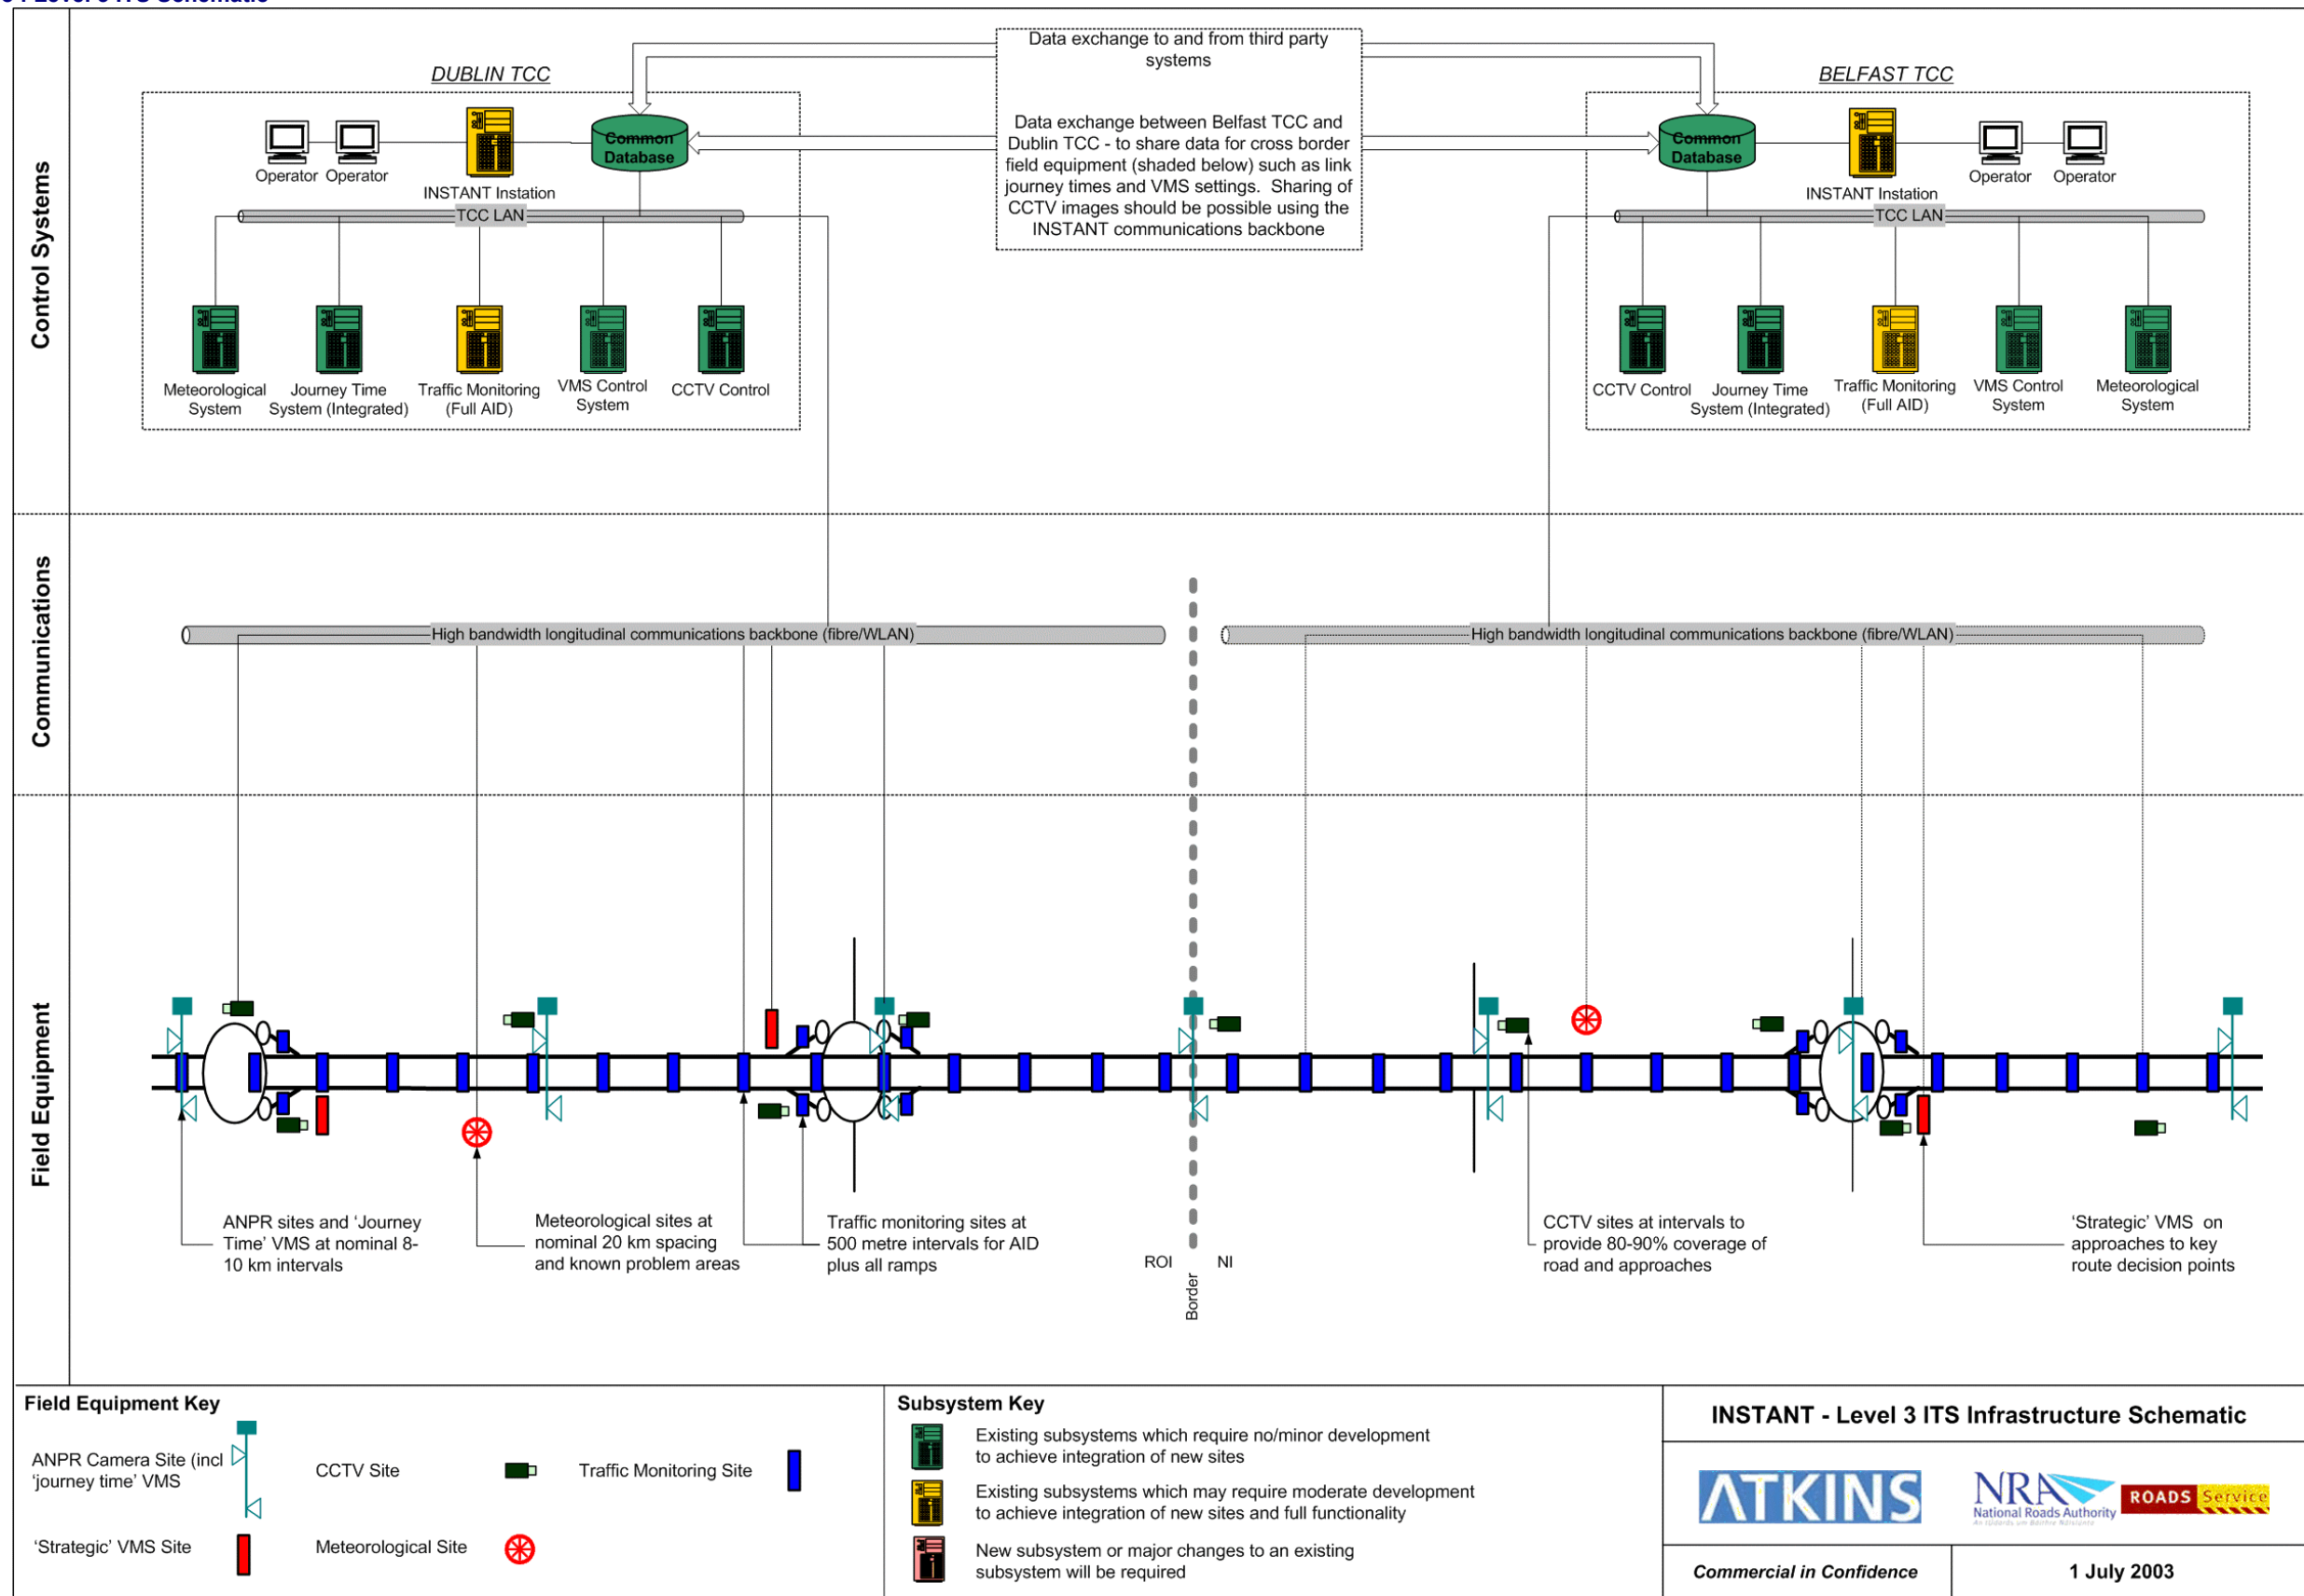 Data exchange to and from third party
systems
Data exchange between Belfast TCC and
Dublin TCC - to share data for cross border
field equipment (shaded below) such as link
journey times and VMS settings. Sharing of
CCTV images should be possible using the
INSTANT communications backbone
Control Systems
DUBLIN TCC
Operator Operator
INSTANT Instation
Common
Database
TCC LAN
Meteorological
System
Journey Time
System (Integrated)
Traffic Monitoring
(Full AID)
VMS Control
System
CCTV Control
BELFAST TCC
Common
Database
INSTANT Instation
Operator
Operator
TCC LAN
CCTV Control
Journey Time
System (Integrated)
Traffic Monitoring
(Full AID)
VMS Control
System
Meteorological
System
Communications
High bandwidth longitudinal communications backbone (fibre/WLAN)
High bandwidth longitudinal communications backbone (fibre/WLAN)
Field Equipment
ANPR sites and ‘Journey
Time’ VMS at nominal 8-
10 km intervals
Meteorological sites at
nominal 20 km spacing
and known problem areas
Traffic monitoring sites at
500 metre intervals for AID
plus all ramps
ROI
NI
Border
CCTV sites at intervals to
provide 80-90% coverage of
road and approaches
‘Strategic’ VMS on
approaches to key
route decision points
Field Equipment Key
ANPR Camera Site (incl
‘journey time’ VMS
CCTV Site
Traffic Monitoring Site
‘Strategic’ VMS Site
Meteorological Site
Subsystem Key
Existing subsystems which require no/minor development
to achieve integration of new sites
Existing subsystems which may require moderate development
to achieve integration of new sites and full functionality
New subsystem or major changes to an existing
subsystem will be required
INSTANT - Level 3 ITS Infrastructure Schematic
ATKINS
NRA
National Roads Authority
ROADS Service
Commercial in Confidence
1 July 2003